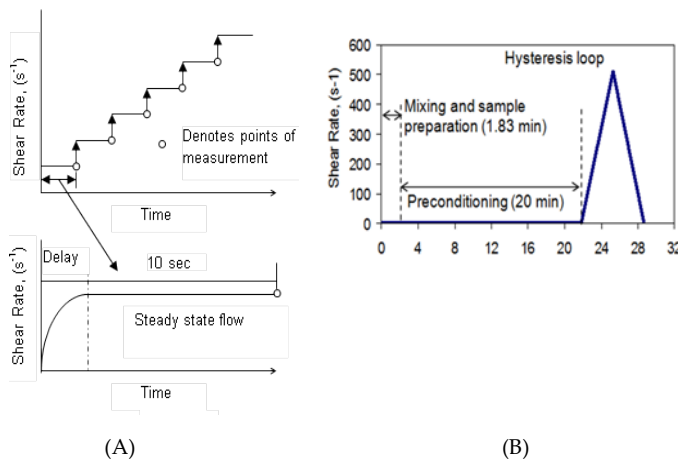 Shear Rate, (s⁻¹)
Denotes points of
measurement
Time
Delay
10 sec
Shear Rate, (s⁻¹)
Steady state flow
Time
(A)
Shear Rate, (s-1)
600
500
400
300
200
100
0
Hysteresis loop
Mixing and sample
preparation (1.83 min)
Preconditioning (20 min)
0 4 8 12 16 20 24 28 32
(B)